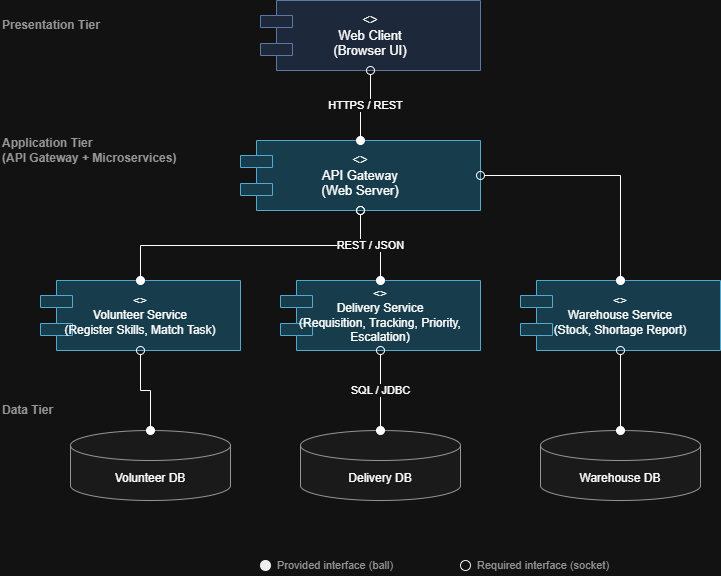 Presentation Tier
<>
Web Client
(Browser UI)
HTTPS / REST
Application Tier
(API Gateway + Microservices)
<>
API Gateway
(Web Server)
REST / JSON
<>
Volunteer Service
(Register Skills, Match Task)
<>
Delivery Service
(Requisition, Tracking, Priority,
Escalation)
<>
Warehouse Service
(Stock, Shortage Report)
SQL / JDBC
Data Tier
Volunteer DB
Delivery DB
Warehouse DB
Provided interface (ball)
Required interface (socket)